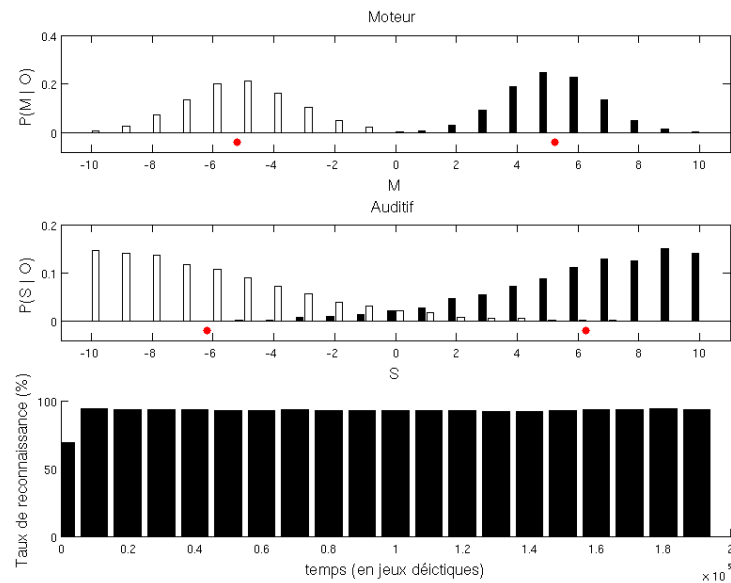 Moteur
0.4
0.2
0
P(M | O)
-10 -8 -6 -4 -2 0 2 4 6 8 10
M
Auditif
0.2
0.1
0
P(S | O)
-10 -8 -6 -4 -2 0 2 4 6 8 10
S
100
50
0
Taux de reconnaissance (%)
0 0.2 0.4 0.6 0.8 1 1.2 1.4 1.6 1.8 2
temps (en jeux déictiques)